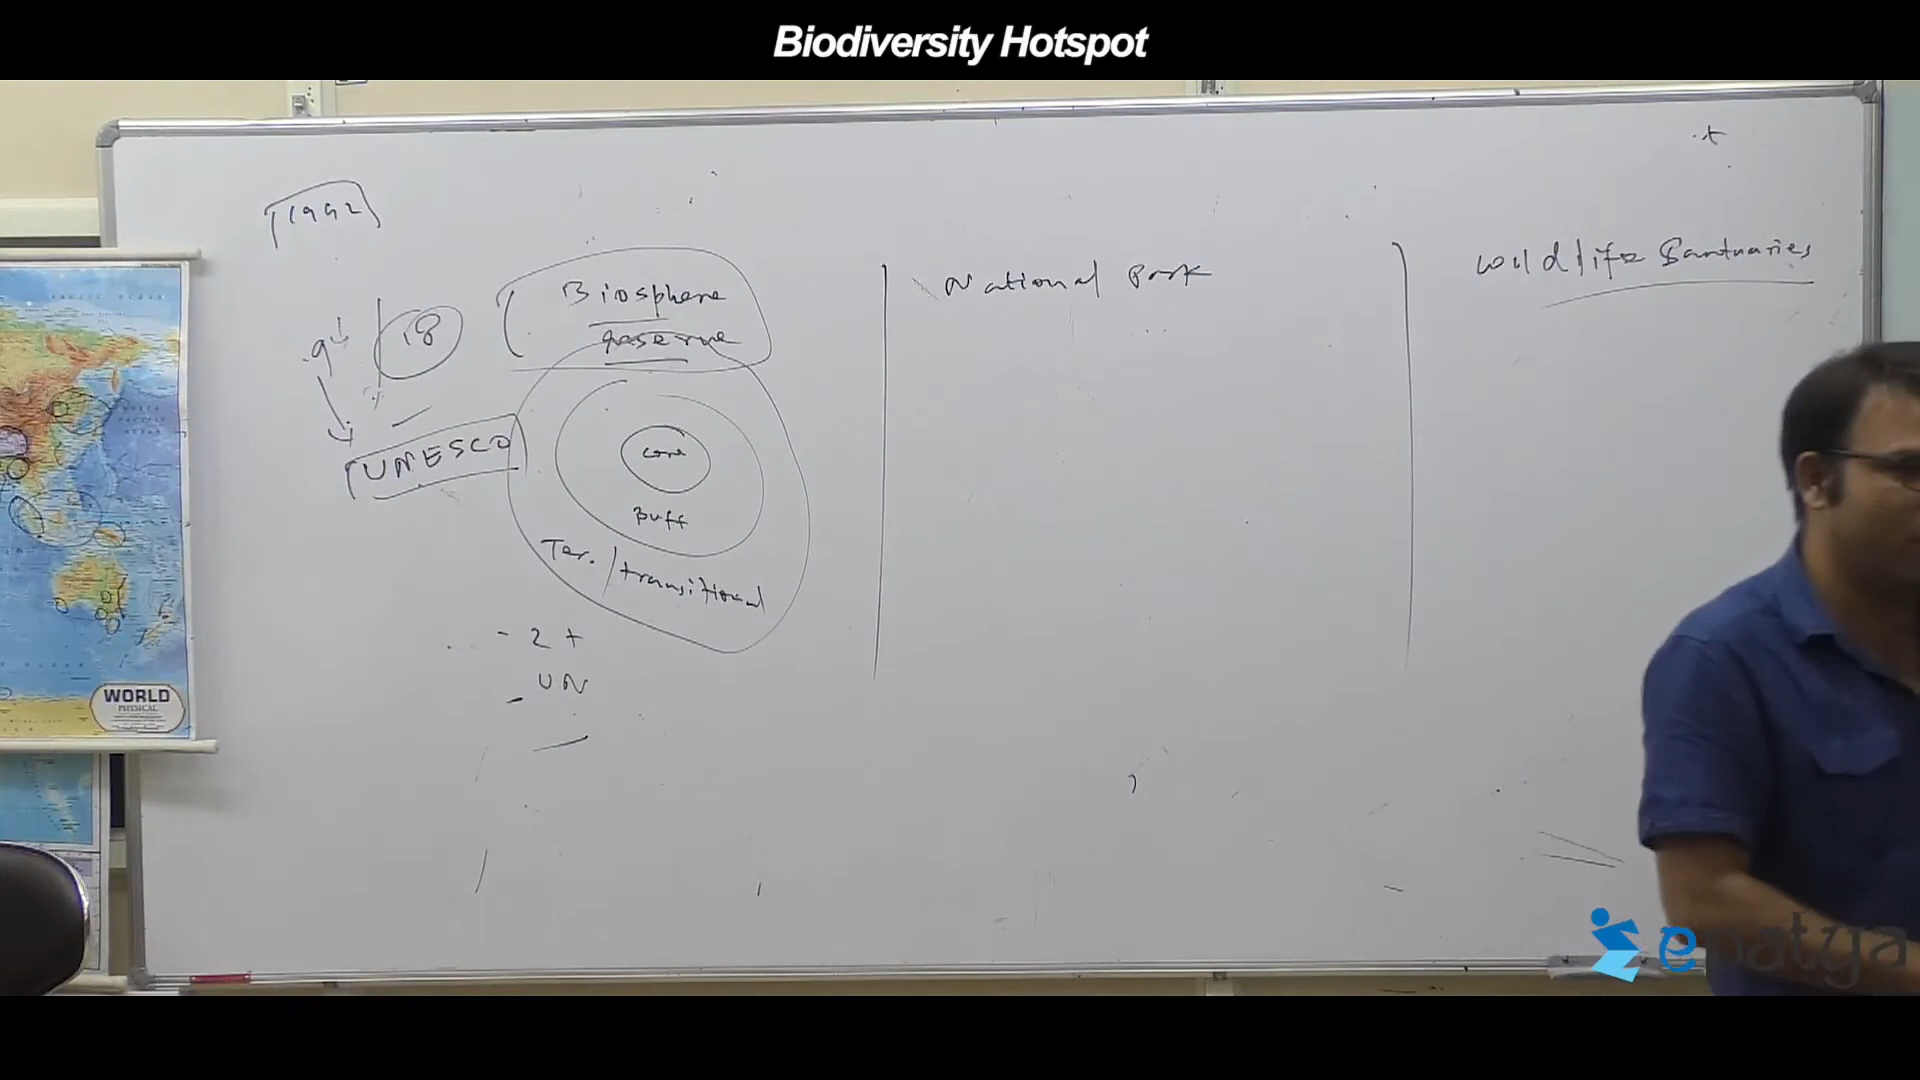 Biodiversity Hotspot
1992
18
Biosphere
Reserve
National Park
Wildlife Santuaries
UNESCO
core
Buff
Ter. / transitional
- 2 +
- UN
WORLD
PHYSICAL
epatya